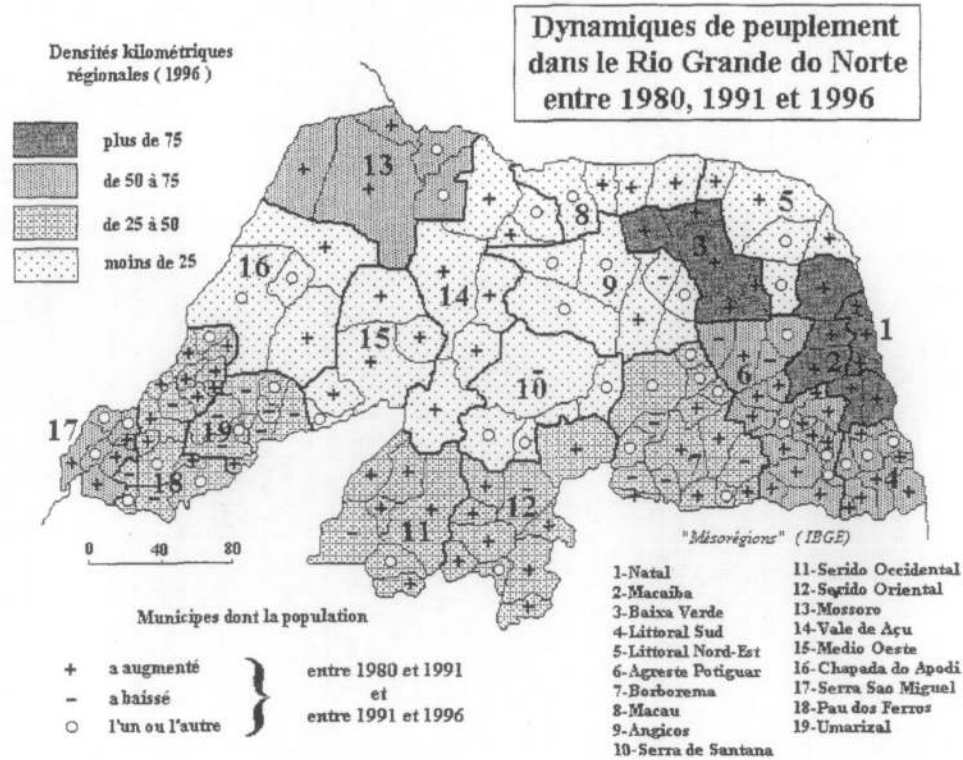 Dynamiques de peuplement
dans le Rio Grande do Norte
entre 1980, 1991 et 1996
Densités kilométriques
régionales ( 1996 )
plus de 75
de 50 à 75
de 25 à 50
moins de 25
13
5
8
3
16
9
14
1
15
2
6
10
17
19
7
18
4
12
11
0 40 80
"Mésorégions" ( IBGE)
1-Natal
2-Macaiba
3-Baixa Verde
4-Littoral Sud
5-Littoral Nord-Est
6-Agreste Potiguar
7-Borborema
8-Macau
9-Angicos
10-Serra de Santana
11-Serido Occidental
12-Serido Oriental
13-Mossoro
14-Vale de Açu
15-Medio Oeste
16-Chapada do Apodi
17-Serra Sao Miguel
18-Pau dos Ferros
19-Umarizal
Municipes dont la population
+ a augmenté
- a baissé
o l'un ou l'autre
entre 1980 et 1991
et
entre 1991 et 1996